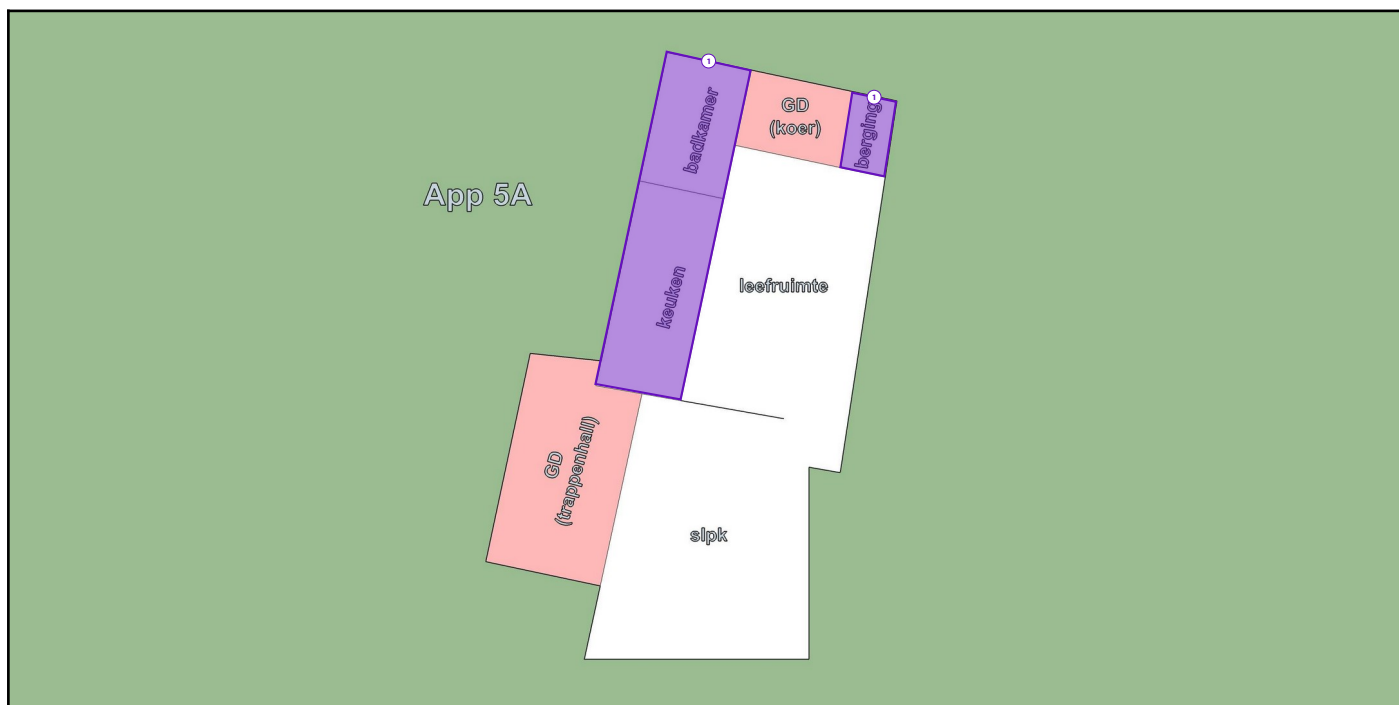 1
1
badkamer
GD
(koer)
berging
App 5A
keuken
leefruimte
GD
(trappenhall)
slpk